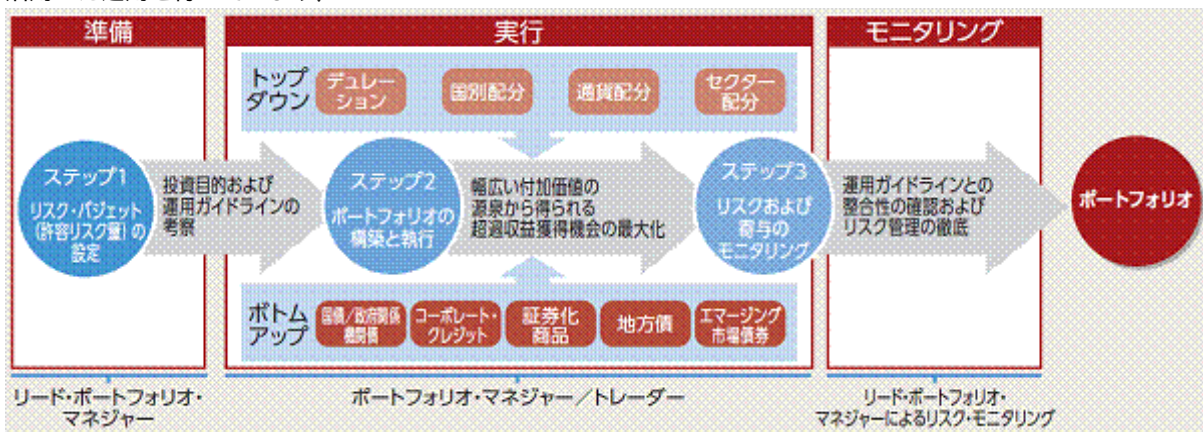 準備
実行
モニタリング
トップ
ダウン
デュレー
ション
国別配分
通貨配分
セクター
配分
ステップ1
リスク・バジェット
(許容リスク量)の
設定
投資目的および
運用ガイドラインの
考察
ステップ2
ポートフォリオの
構築と執行
幅広い付加価値の
源泉から得られる
超過収益獲得機会の最大化
ステップ3
リスクおよび
寄与の
モニタリング
運用ガイドラインとの
整合性の確認および
リスク管理の徹底
ポートフォリオ
ボトム
アップ
国債/政府関係
機関債
コーポレート・
クレジット
証券化
商品
地方債
エマージング
市場債券
リード・ポートフォリオ・
マネジャー
ポートフォリオ・マネジャー/トレーダー
リード・ポートフォリオ・
マネジャーによるリスク・モニタリング